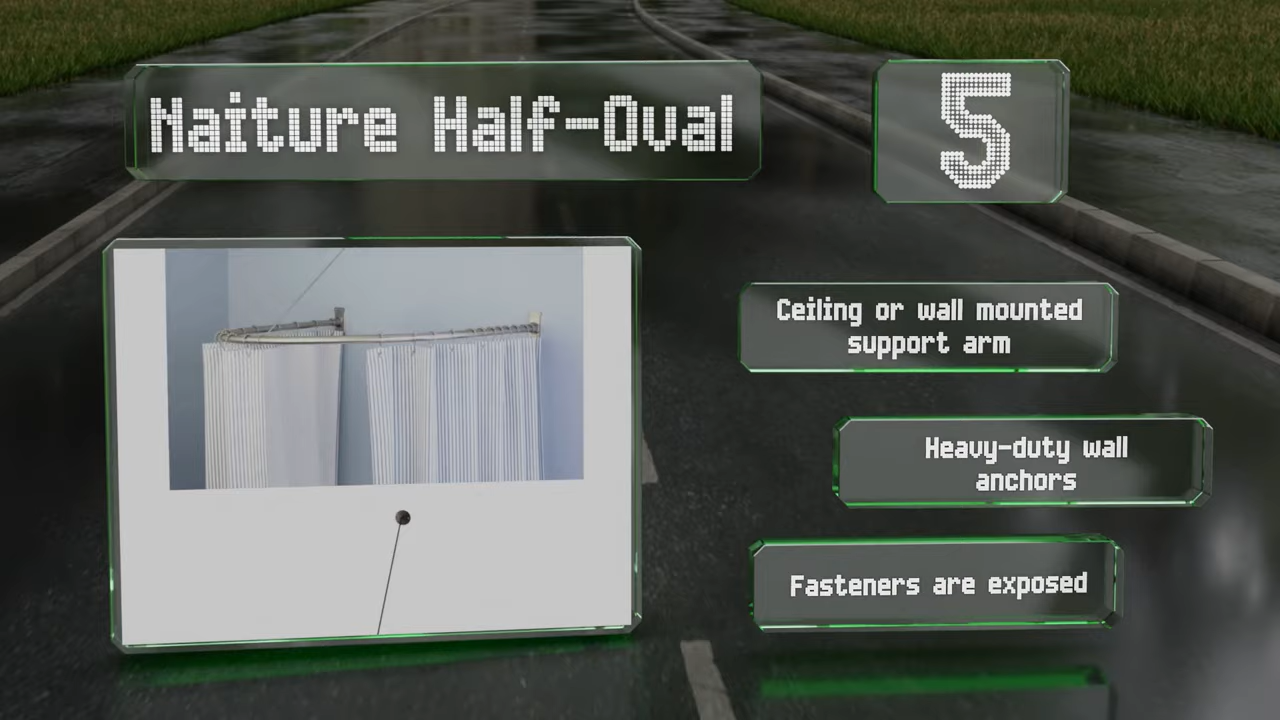 Naiture Half-Oval
5
Ceiling or wall mounted
support arm
Heavy-duty wall
anchors
Fasteners are exposed